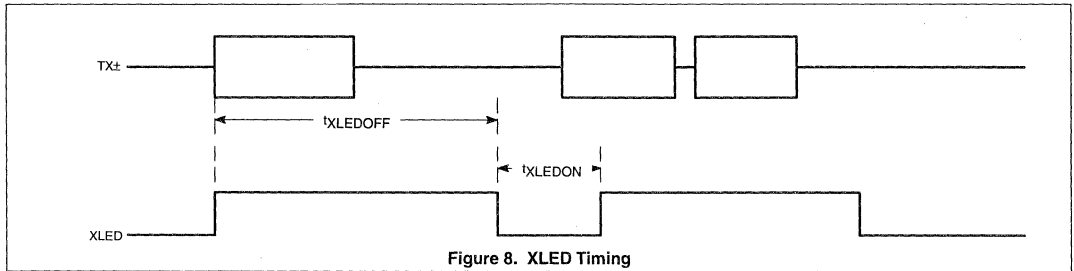 TX±
tXLEDOFF
tXLEDON
XLED
Figure 8. XLED Timing